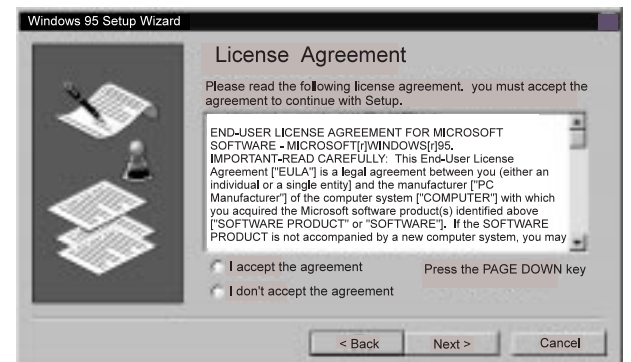 Windows 95 Setup Wizard
License Agreement
Please read the following license agreement. you must accept the
agreement to continue with Setup.
END-USER LICENSE AGREEMENT FOR MICROSOFT
SOFTWARE - MICROSOFT[r]WINDOWS[r]95.
IMPORTANT-READ CAREFULLY: This End-User License
Agreement ["EULA"] is a legal agreement between you (either an
individual or a single entity) and the manufacturer ["PC
Manufacturer"] of the computer system ["COMPUTER"] with which
you acquired the Microsoft software product(s) identified above
["SOFTWARE PRODUCT" or "SOFTWARE"]. If the SOFTWARE
PRODUCT is not accompanied by a new computer system, you may
I accept the agreement
Press the PAGE DOWN key
I don't accept the agreement
< Back
Next >
Cancel